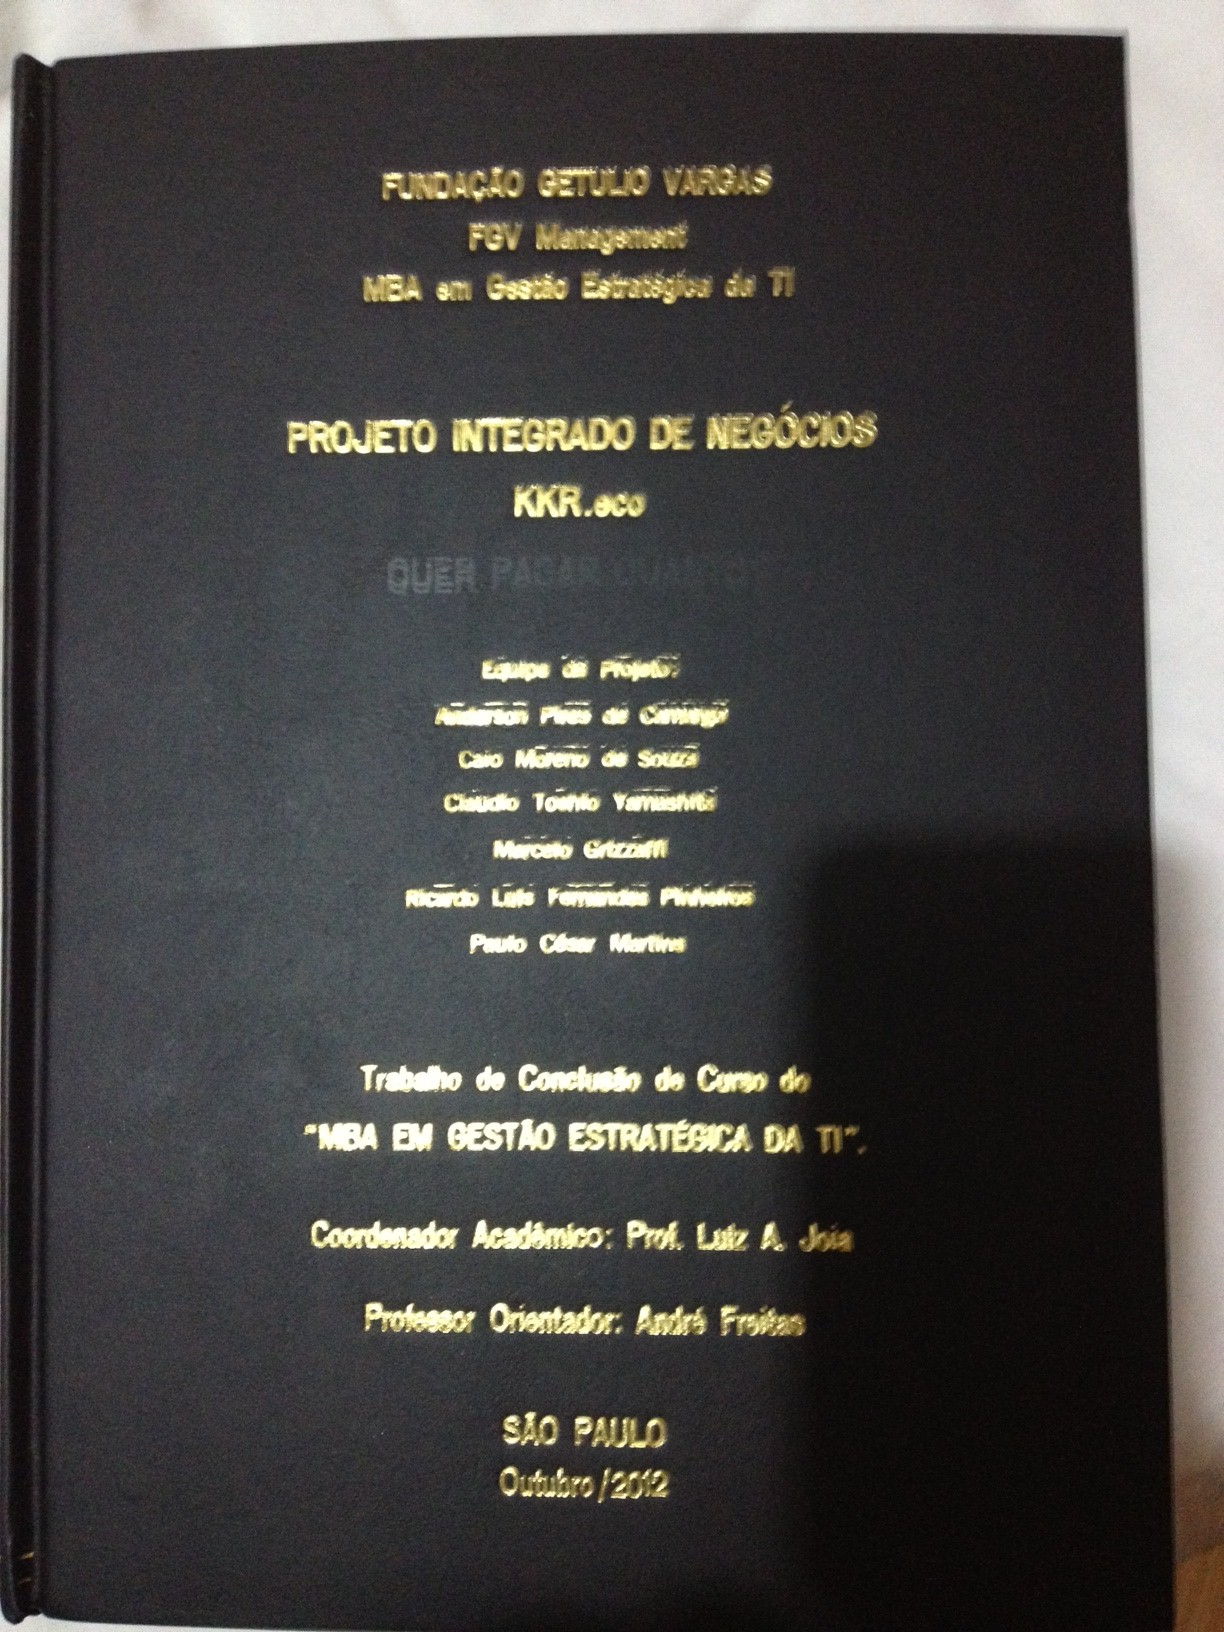 FUNDAÇÃO GETULIO VARGAS
FGV Management
MBA em Gestão Estratégica da TI
PROJETO INTEGRADO DE NEGÓCIOS
KKR.eco
QUER PAGAR QUANTO
Equipe de Projeto:
Anderson Pires de Camargo
Caio Moreno de Souza
Claudio Toshio Yamashita
Marcelo Grizzaffi
Ricardo Luis Fernandes Pinheiros
Paulo César Martins
Trabalho de Conclusão de Curso do
"MBA EM GESTÃO ESTRATÉGICA DA TI".
Coordenador Acadêmico: Prof. Luiz A. Joia
Professor Orientador: André Freitas
SÃO PAULO
Outubro/2012